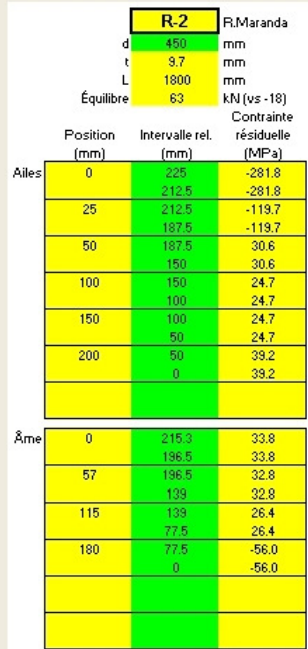 R-2 R.Maranda
d 450 mm
t 9.7 mm
L 1800 mm
Équilibre 63 kN (vs -18)
Contrainte
Position Intervalle rel. résiduelle
(mm) (mm) (MPa)
Ailes 0 225 -281.8
212.5 -281.8
25 212.5 -119.7
187.5 -119.7
50 187.5 30.6
150 30.6
100 150 24.7
100 24.7
150 100 24.7
50 24.7
200 50 39.2
0 39.2
Âme 0 215.3 33.8
196.5 33.8
57 196.5 32.8
139 32.8
115 139 26.4
77.5 26.4
180 77.5 -56.0
0 -56.0